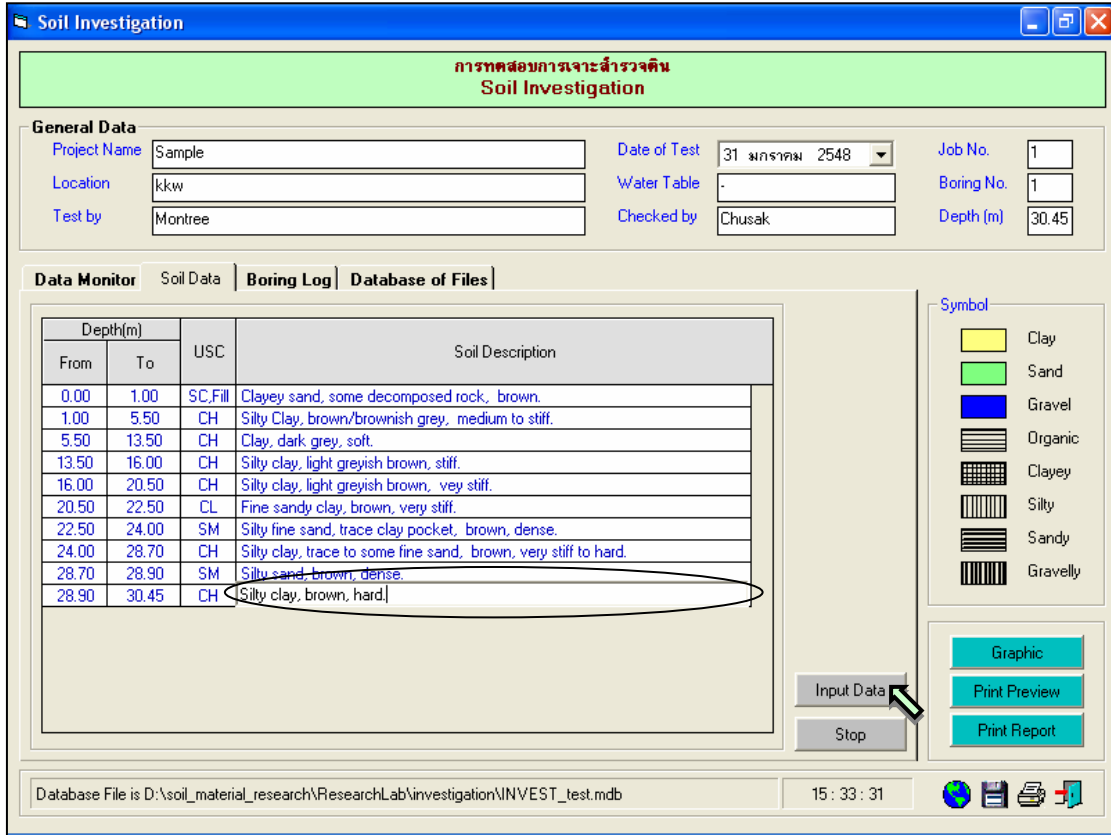 Soil Investigation
การทดสอบการเจาะสำรวจดิน
Soil Investigation
General Data
Project Name Sample Date of Test 31 มกราคม 2548 Job No. 1
Location kkw Water Table - Boring No. 1
Test by Montree Checked by Chusak Depth (m) 30.45
Data Monitor Soil Data Boring Log Database of Files
Depth(m) USC Soil Description
From To
0.00 1.00 SC,Fill Clayey sand, some decomposed rock, brown.
1.00 5.50 CH Silty Clay, brown/brownish grey, medium to stiff.
5.50 13.50 CH Clay, dark grey, soft.
13.50 16.00 CH Silty clay, light greyish brown, stiff.
16.00 20.50 CH Silty clay, light greyish brown, vey stiff.
20.50 22.50 CL Fine sandy clay, brown, very stiff.
22.50 24.00 SM Silty fine sand, trace clay pocket, brown, dense.
24.00 28.70 CH Silty clay, trace to some fine sand, brown, very stiff to hard.
28.70 28.90 SM Silty sand, brown, dense.
28.90 30.45 CH Silty clay, brown, hard.
Symbol
Clay
Sand
Gravel
Organic
Clayey
Silty
Sandy
Gravelly
Input Data
Stop
Graphic
Print Preview
Print Report
Database File is D:\soil_material_research\ResearchLab\investigation\INVEST_test.mdb 15 : 33 : 31